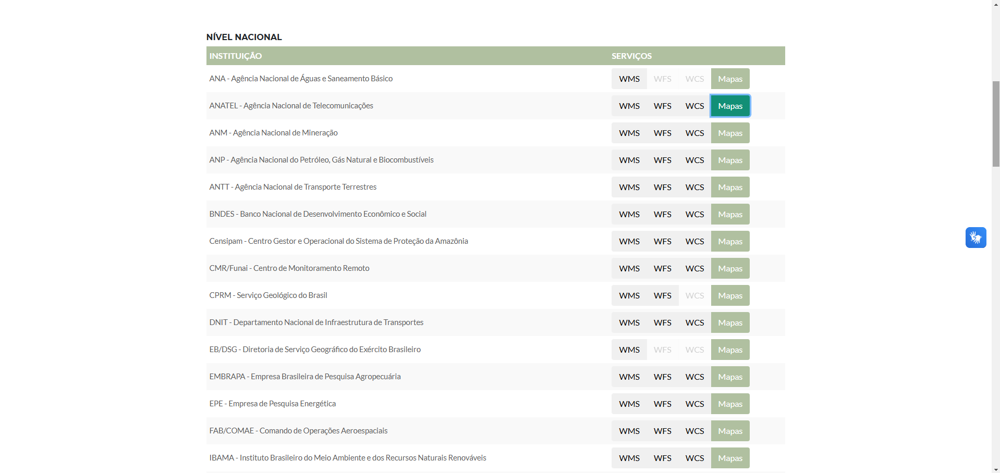 NÍVEL NACIONAL
INSTITUIÇÃO SERVIÇOS
ANA - Agência Nacional de Águas e Saneamento Básico WMS WFS WCS Mapas
ANATEL - Agência Nacional de Telecomunicações WMS WFS WCS Mapas
ANM - Agência Nacional de Mineração WMS WFS WCS Mapas
ANP - Agência Nacional do Petróleo, Gás Natural e Biocombustíveis WMS WFS WCS Mapas
ANTT - Agência Nacional de Transporte Terrestres WMS WFS WCS Mapas
BNDES - Banco Nacional de Desenvolvimento Econômico e Social WMS WFS WCS Mapas
Censipam - Centro Gestor e Operacional do Sistema de Proteção da Amazônia WMS WFS WCS Mapas
CMR/Funai - Centro de Monitoramento Remoto WMS WFS WCS Mapas
CPRM - Serviço Geológico do Brasil WMS WFS WCS Mapas
DNIT - Departamento Nacional de Infraestrutura de Transportes WMS WFS WCS Mapas
EB/DSG - Diretoria de Serviço Geográfico do Exército Brasileiro WMS WFS WCS Mapas
EMBRAPA - Empresa Brasileira de Pesquisa Agropecuária WMS WFS WCS Mapas
EPE - Empresa de Pesquisa Energética WMS WFS WCS Mapas
FAB/COMAE - Comando de Operações Aeroespaciais WMS WFS WCS Mapas
IBAMA - Instituto Brasileiro do Meio Ambiente e dos Recursos Naturais Renováveis WMS WFS WCS Mapas